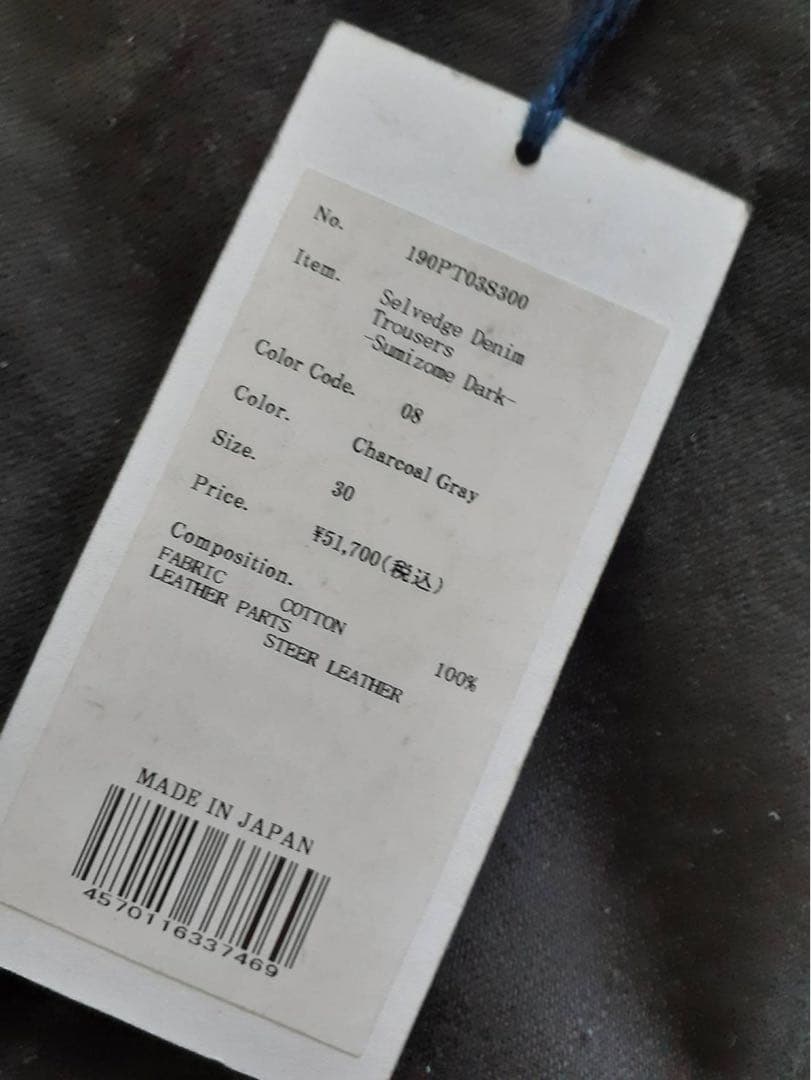 No. 190PT03S300
Item. Selvedge Denim
Trousers
-Sumizome Dark-
Color Code. 08
Color. Charcoal Gray
Size. 30
Price. ¥51,700(税込)
Composition.
FABRIC COTTON 100%
LEATHER PARTS
STEER LEATHER
MADE IN JAPAN
4570116337469